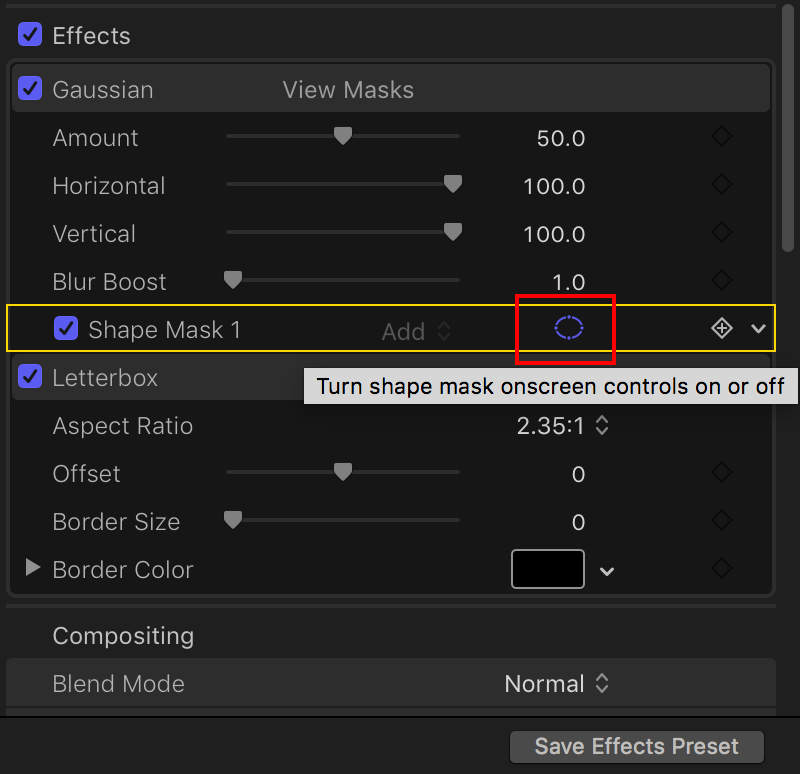 Effects
Gaussian View Masks
Amount 50.0
Horizontal 100.0
Vertical 100.0
Blur Boost 1.0
Shape Mask 1 Add
Letterbox
Turn shape mask onscreen controls on or off
Aspect Ratio 2.35:1
Offset 0
Border Size 0
Border Color
Compositing
Blend Mode Normal
Save Effects Preset